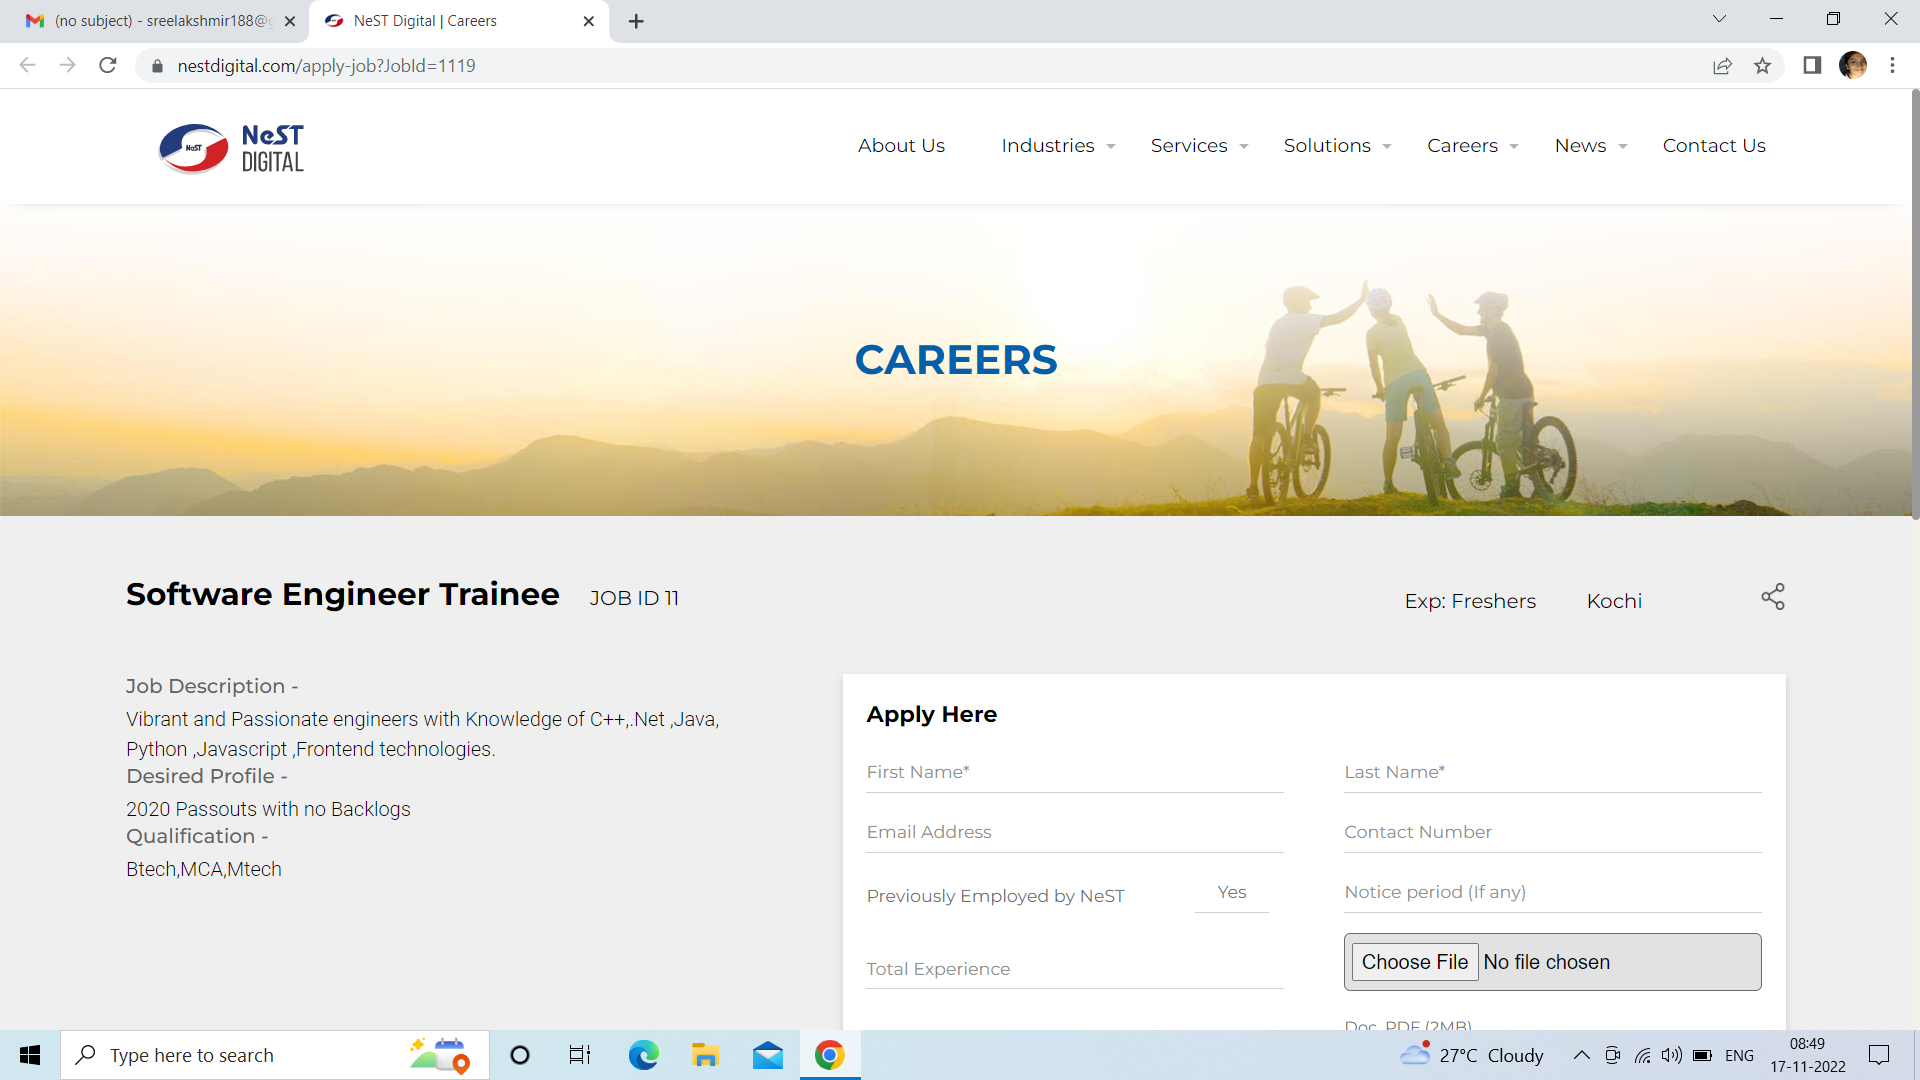 (no subject) - sreelakshmir188@
NeST Digital | Careers
nestdigital.com/apply-job?JobId=1119
NeST
NeST
DIGITAL
About Us
Industries
Services
Solutions
Careers
News
Contact Us
CAREERS
Software Engineer Trainee
JOB ID 11
Exp: Freshers
Kochi
Job Description -
Vibrant and Passionate engineers with Knowledge of C++,.Net ,Java,
Python ,Javascript ,Frontend technologies.
Desired Profile -
2020 Passouts with no Backlogs
Qualification -
Btech,MCA,Mtech
Apply Here
First Name*
Last Name*
Email Address
Contact Number
Previously Employed by NeST
Yes
Notice period (If any)
Total Experience
Choose File No file chosen
Doc, PDF (2MB)
Type here to search
27°C Cloudy
ENG
08:49
17-11-2022